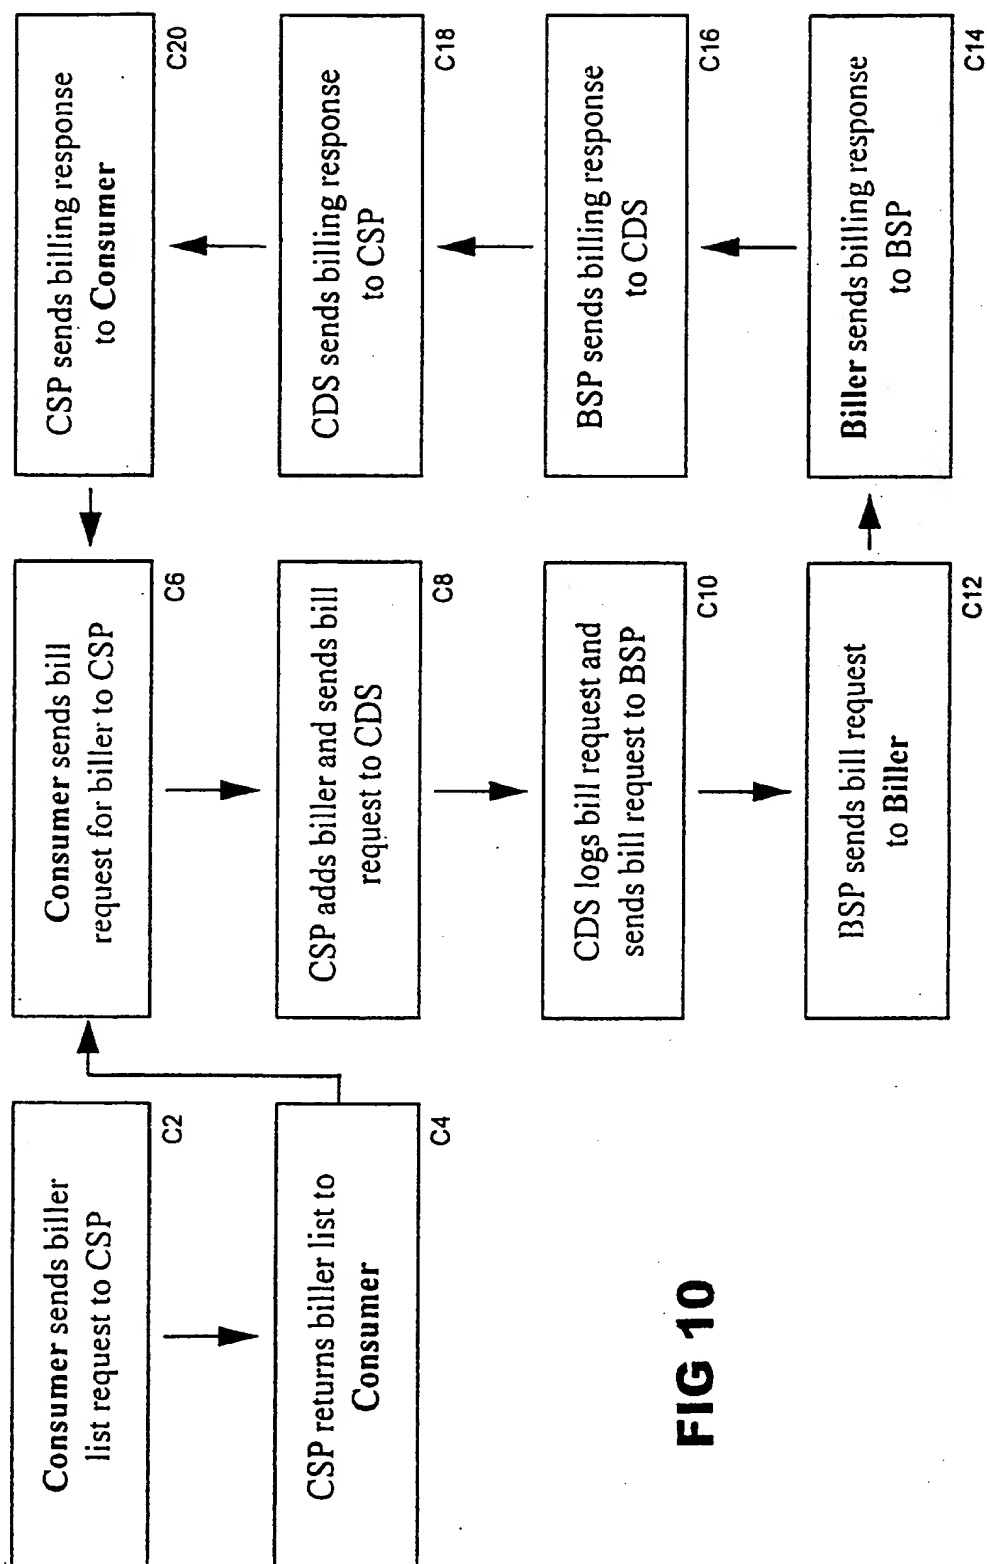 Consumer sends biller
list request to CSP
C2
CSP returns biller list to
Consumer
C4
Consumer sends bill
request for biller to CSP
C6
CSP adds biller and sends bill
request to CDS
C8
CDS logs bill request and
sends bill request to BSP
C10
BSP sends bill request
to Biller
C12
Biller sends billing response
to BSP
C14
BSP sends billing response
to CDS
C16
CDS sends billing response
to CSP
C18
CSP sends billing response
to Consumer
C20
FIG 10